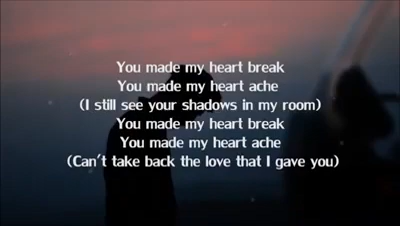 You made my heart break
You made my heart ache
(I still see your shadows in my room)
You made my heart break
You made my heart ache
(Can't take back the love that I gave you)